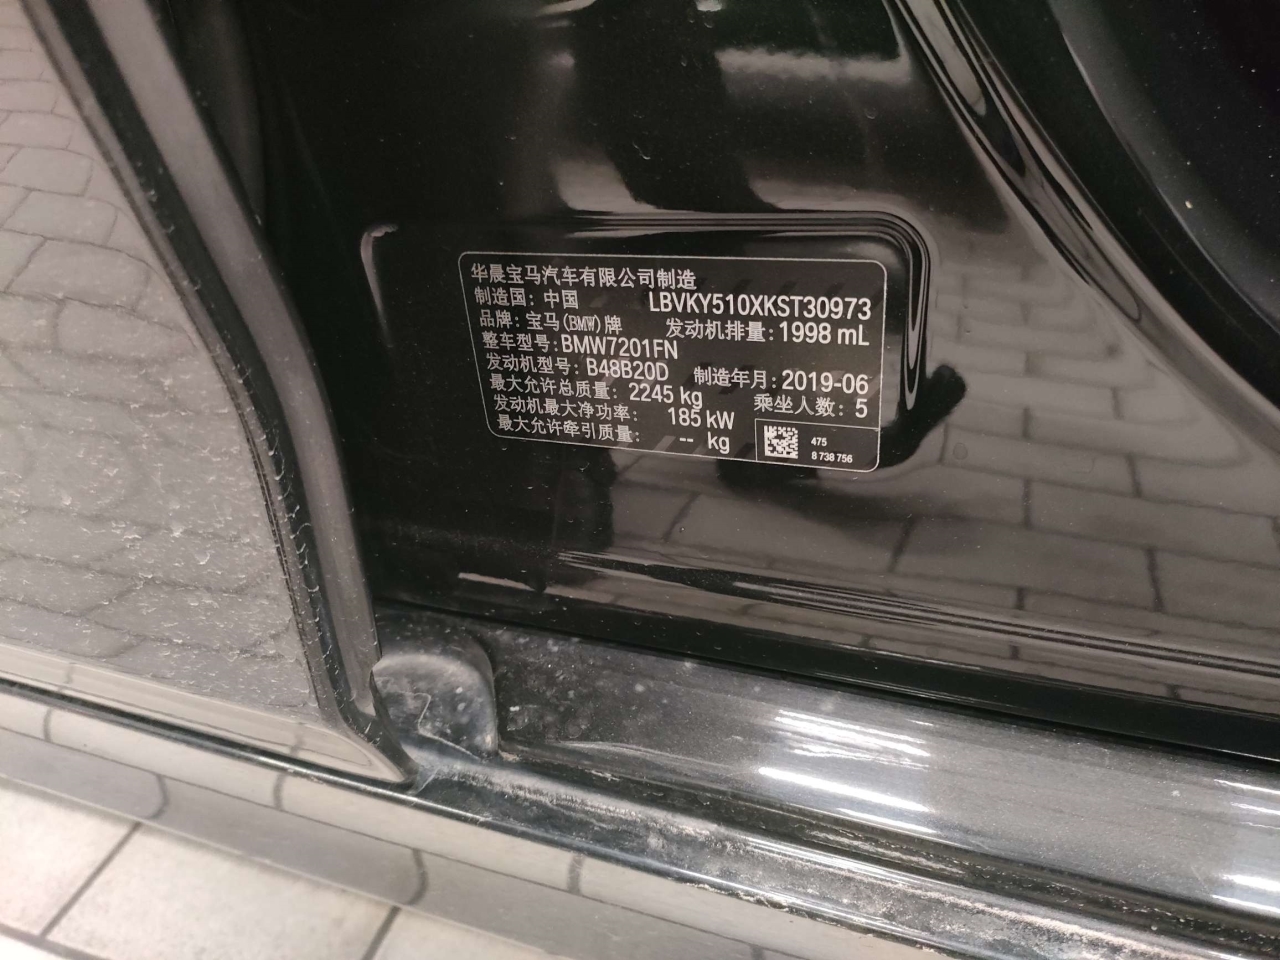 华晨宝马汽车有限公司制造
制造国: 中国 LBVKY510XKST30973
品牌: 宝马(BMW)牌 发动机排量: 1998 mL
整车型号: BMW7201FN
发动机型号: B48B20D 制造年月: 2019-06
最大允许总质量: 2245 kg 乘坐人数: 5
发动机最大净功率: 185 kW
最大允许牵引质量: -- kg
475
8 738 756